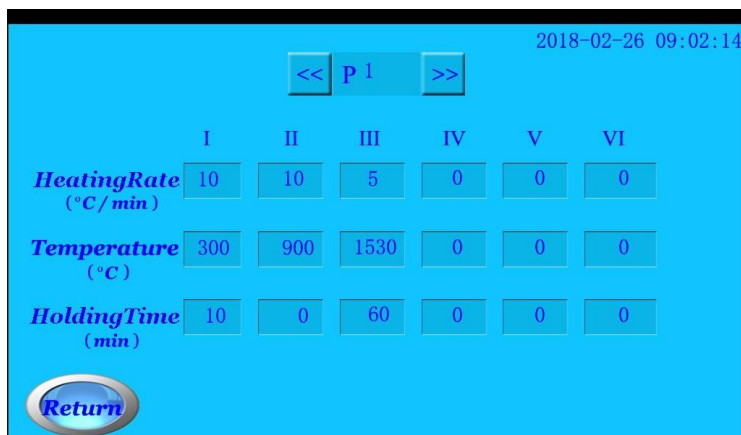 2018-02-26 09:02:14
<< P 1 >>
I II III IV V VI
HeatingRate 10 10 5 0 0 0
(°C/min)
Temperature 300 900 1530 0 0 0
(°C)
HoldingTime 10 0 60 0 0 0
(min)
Return